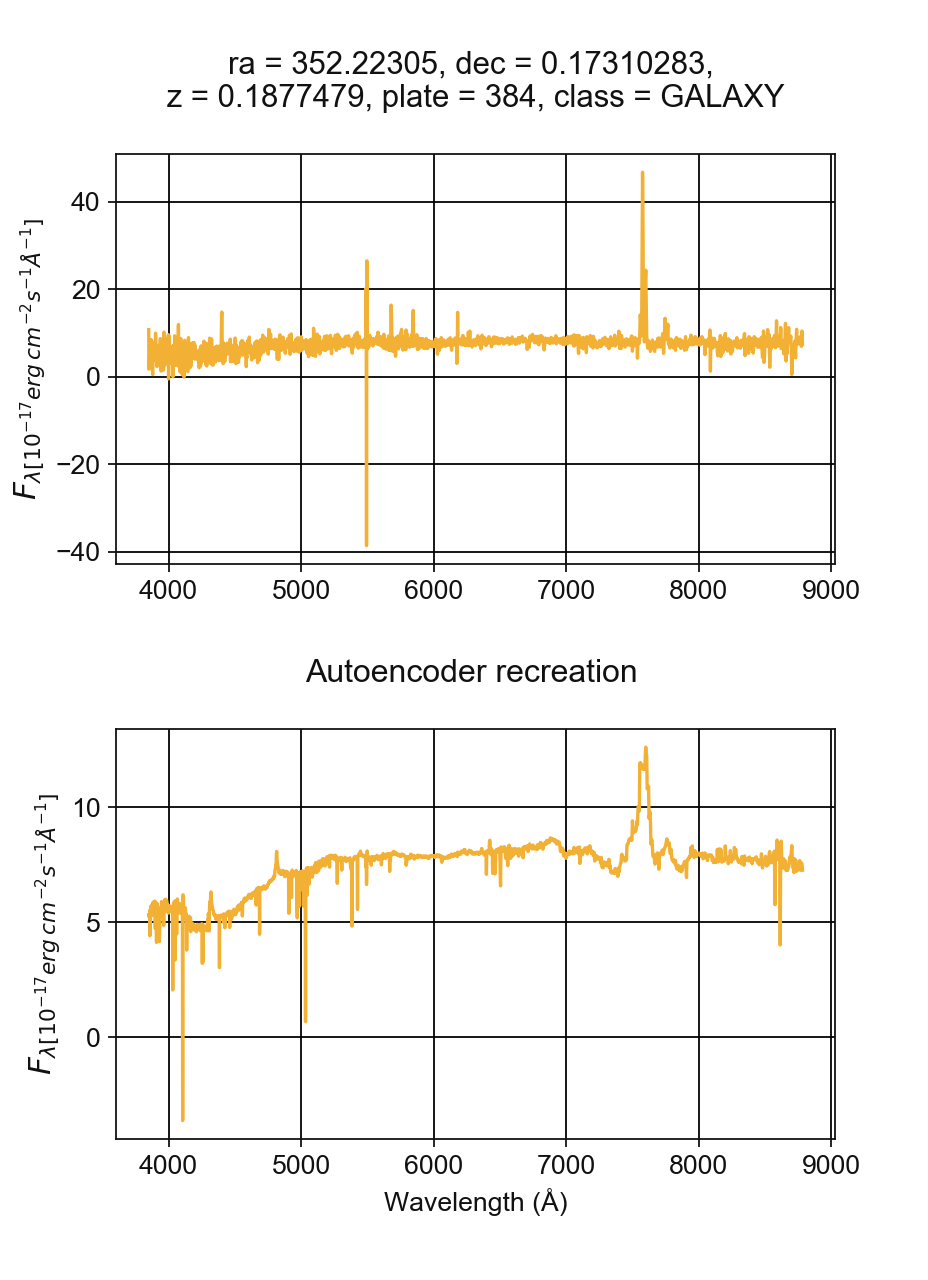 ra = 352.22305, dec = 0.17310283,
z = 0.1877479, plate = 384, class = GALAXY
F_λ[10^−17 erg cm^−2 s^−1 Å^−1]
40
20
0
−20
−40
4000 5000 6000 7000 8000 9000
Autoencoder recreation
F_λ[10^−17 erg cm^−2 s^−1 Å^−1]
10
5
0
4000 5000 6000 7000 8000 9000
Wavelength (Å)